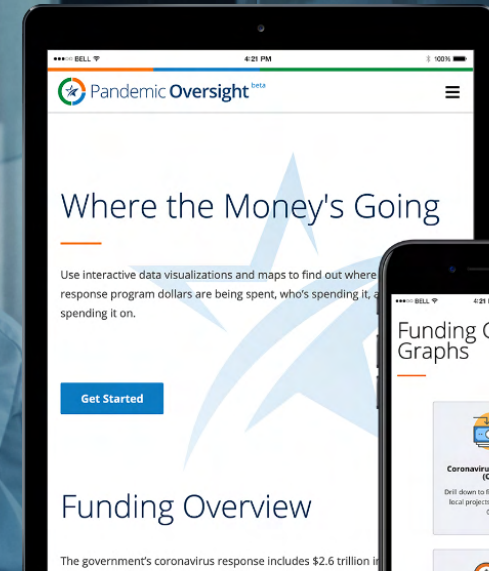 BELL 4:21 PM 100%
Pandemic Oversight beta
Where the Money's Going
Use interactive data visualizations and maps to find out where
response program dollars are being spent, who's spending it,
spending it on.
Get Started
Funding Overview
The government's coronavirus response includes $2.6 trillion
BELL 4:21
Funding
Graphs
Coronavirus
Drill down to
local projects